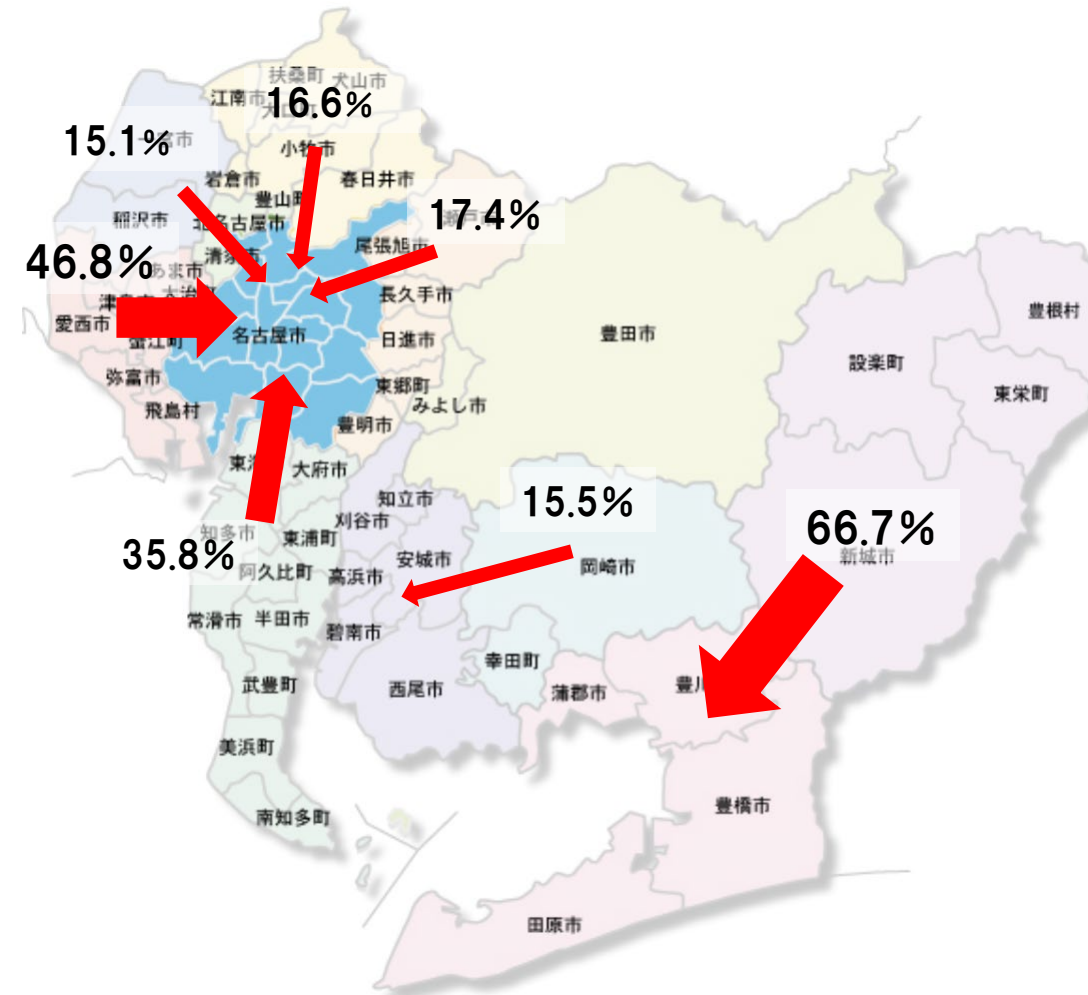 扶桑町
犬山市
江南市
16.6%
15.1%
小牧市
岩倉市
春日井市
豊山町
稲沢市
北名古屋市
17.4%
尾張旭市
46.8%
あま市
長久手市
愛西市
名古屋市
日進市
豊田市
豊根村
蟹江町
設楽町
弥富市
東郷町
東栄町
飛島村
みよし市
豊明市
大府市
知立市
15.5%
66.7%
知多市
刈谷市
35.8%
東浦町
安城市
新城市
阿久比町
高浜市
岡崎市
常滑市
半田市
碧南市
幸田町
武豊町
西尾市
蒲郡市
美浜町
豊橋市
南知多町
田原市